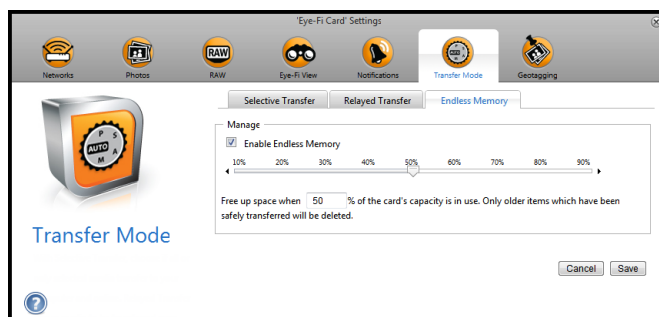 'Eye-Fi Card' Settings
RAW
Networks Photos RAW Eye-Fi View Notifications Transfer Mode Geotagging
Selective Transfer Relayed Transfer Endless Memory
Manage
Enable Endless Memory
10% 20% 30% 40% 50% 60% 70% 80% 90%
Free up space when 50 % of the card's capacity is in use. Only older items which have been
safely transferred will be deleted.
P S
AUTO A
M
Transfer Mode
Cancel Save
?